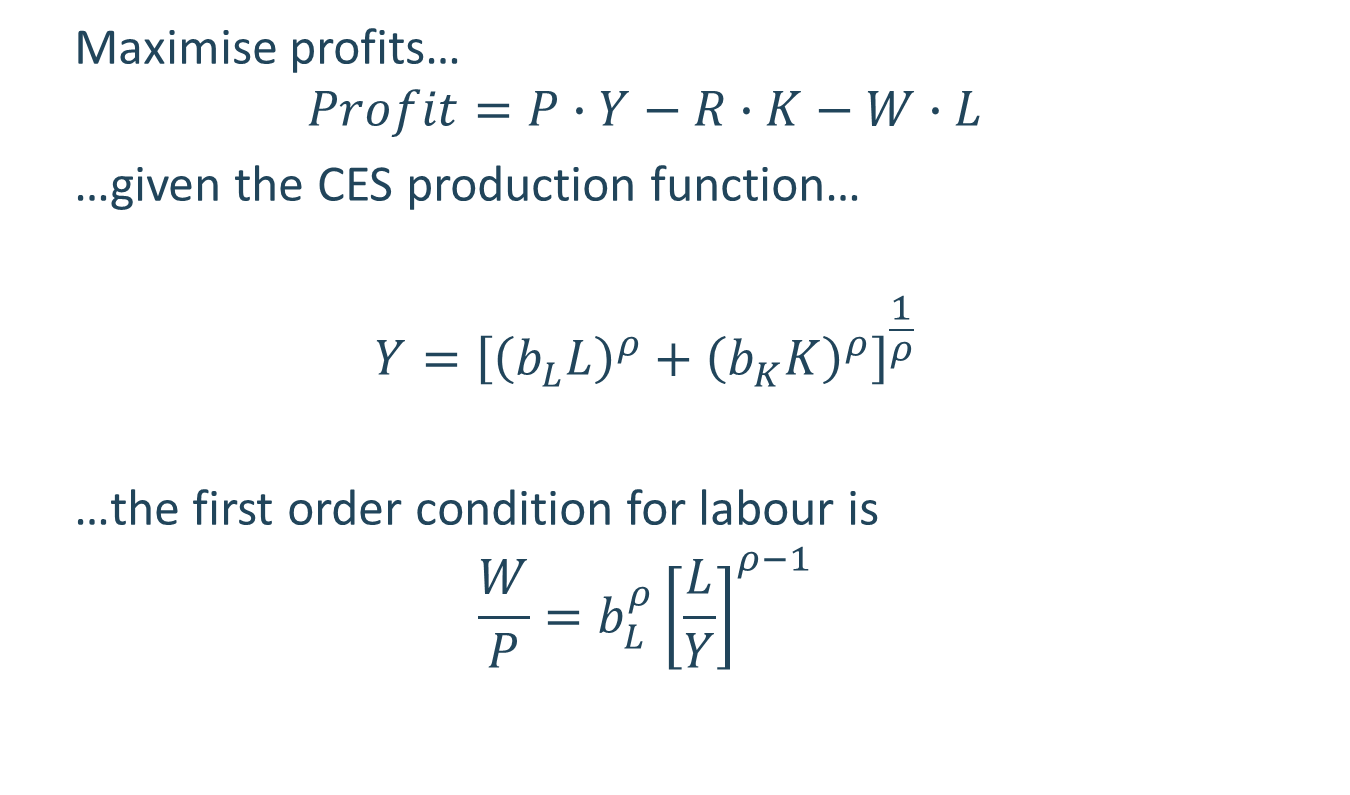 Maximise profits…
𝑃𝑟𝑜𝑓𝑖𝑡 = 𝑃 · 𝑌 − 𝑅 · 𝐾 − 𝑊 · 𝐿
…given the CES production function…
𝑌 = [(𝑏_𝐿 𝐿)^𝜌 + (𝑏_𝐾 𝐾)^𝜌]^(1/𝜌)
…the first order condition for labour is
𝑊/𝑃 = 𝑏_𝐿^𝜌 [𝐿/𝑌]^(𝜌−1)